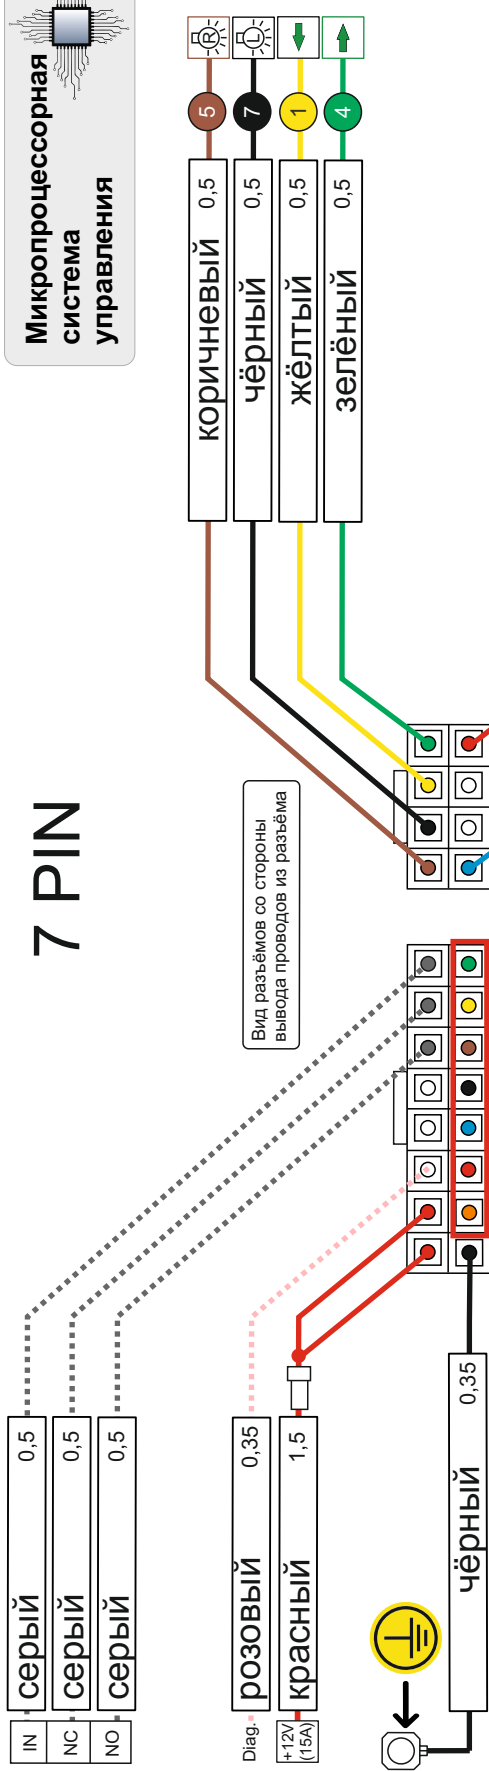 Микропроцессорная
система
управления
7 PIN
R
L
5
7
1
4
коричневый 0,5
чёрный 0,5
жёлтый 0,5
зелёный 0,5
Вид разъёмов со стороны
вывода проводов из разъёма
IN серый 0,5
NC серый 0,5
NO серый 0,5
Diag. розовый 0,35
+12V
(15A)
красный 1,5
чёрный 0,35